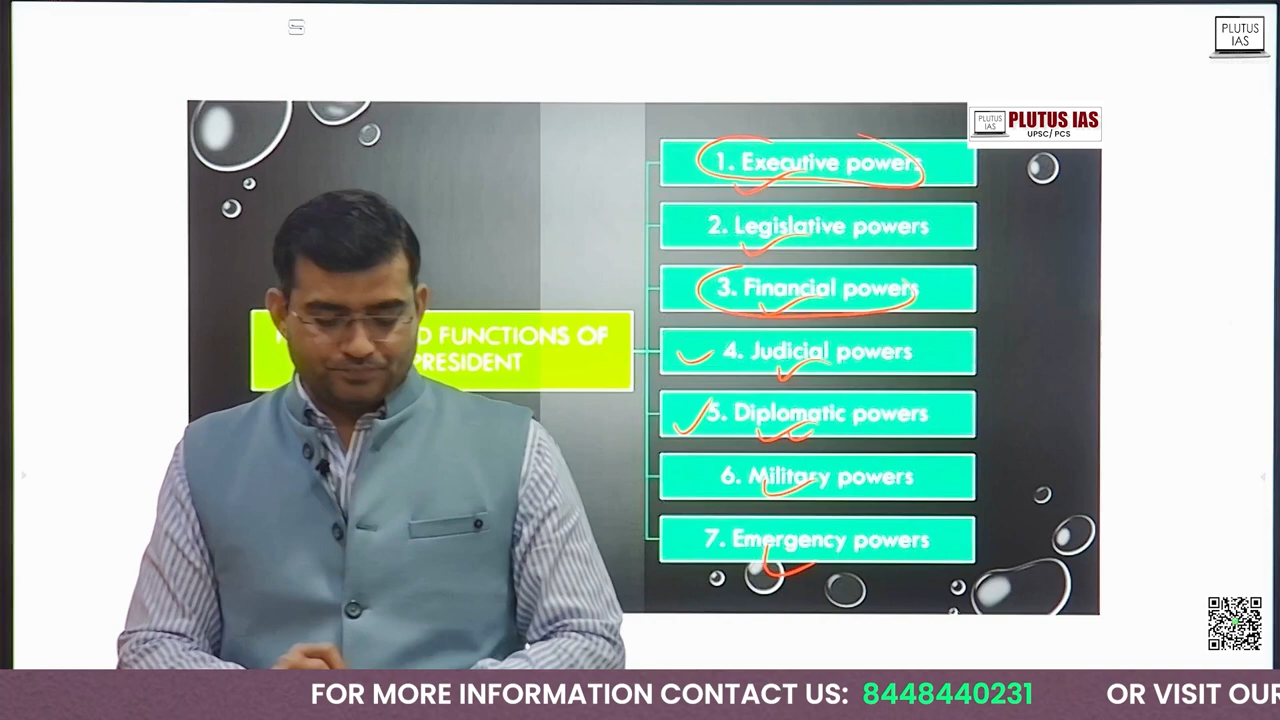 PLUTUS
IAS
PLUTUS
IAS
PLUTUS IAS
UPSC/ PCS
1. Executive powers
2. Legislative powers
3. Financial powers
4. Judicial powers
5. Diplomatic powers
6. Military powers
7. Emergency powers
FUNCTIONS OF
PRESIDENT
FOR MORE INFORMATION CONTACT US: 8448440231 OR VISIT OUR